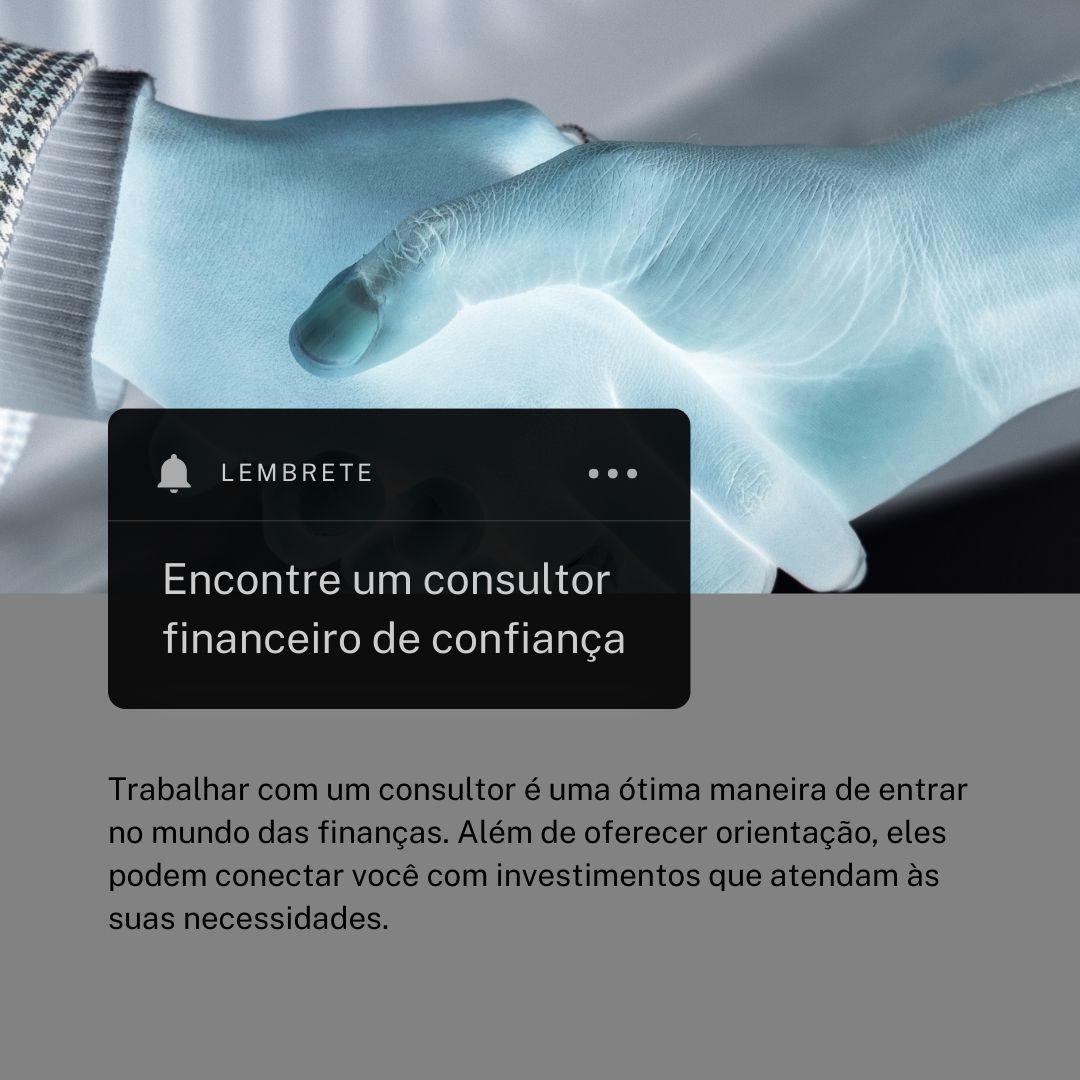 LEMBRETE
Encontre um consultor
financeiro de confiança
Trabalhar com um consultor é uma ótima maneira de entrar
no mundo das finanças. Além de oferecer orientação, eles
podem conectar você com investimentos que atendam às
suas necessidades.